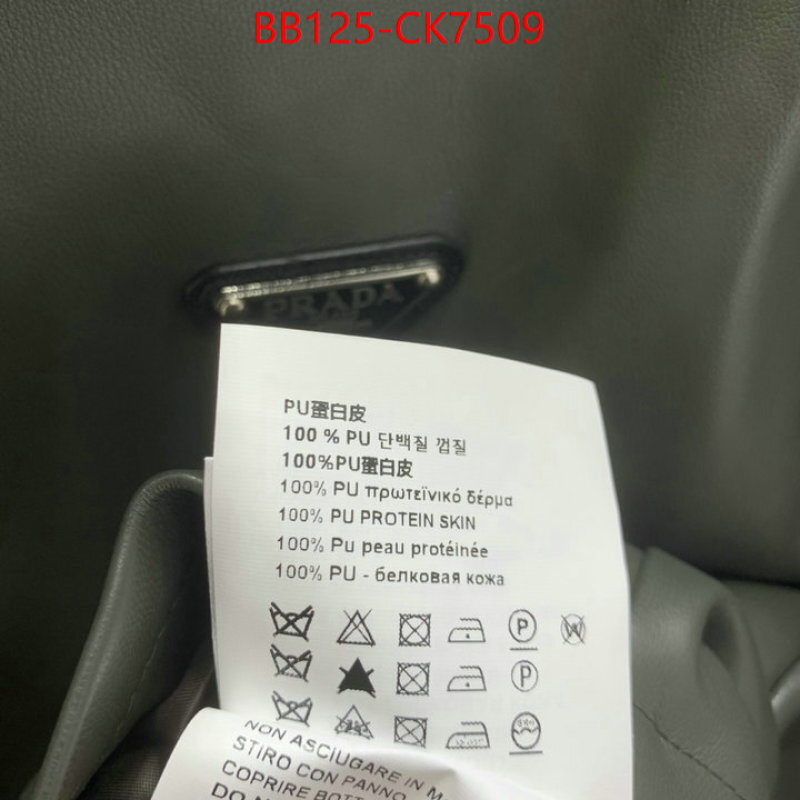 BB125-CK7509
PRADA
PU蛋白皮
100 % PU 단백질 껍질
100%PU蛋白皮
100% PU πρωτεϊνικό δέρμα
100% PU PROTEIN SKIN
100% Pu peau protéinée
100% PU - белковая кожа
P
W
P
NON ASCIUGARE IN
STIRO CON PANNO
COPRIRE
DO